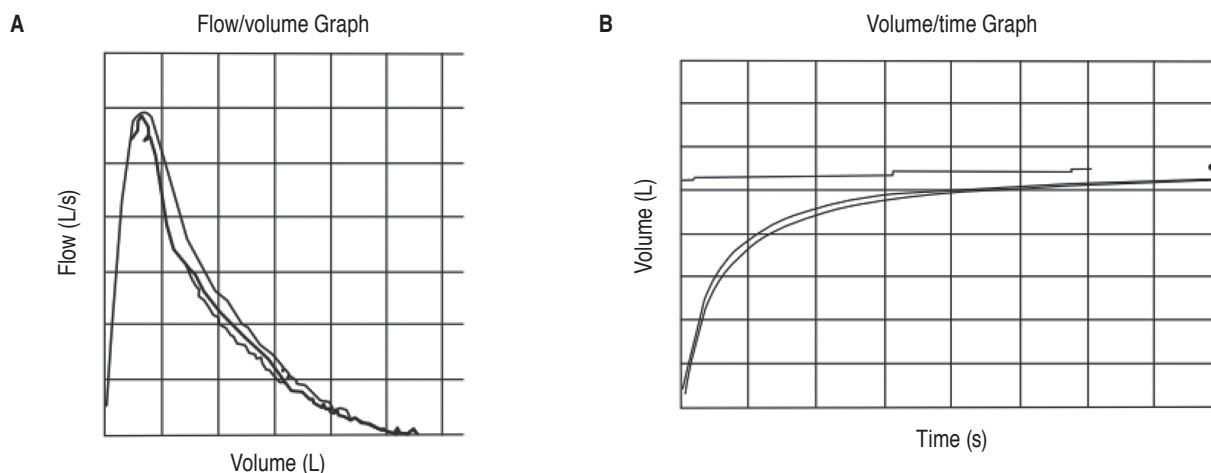 A
Flow/volume Graph
Flow (L/s)
Volume (L)
B
Volume/time Graph
Volume (L)
Time (s)